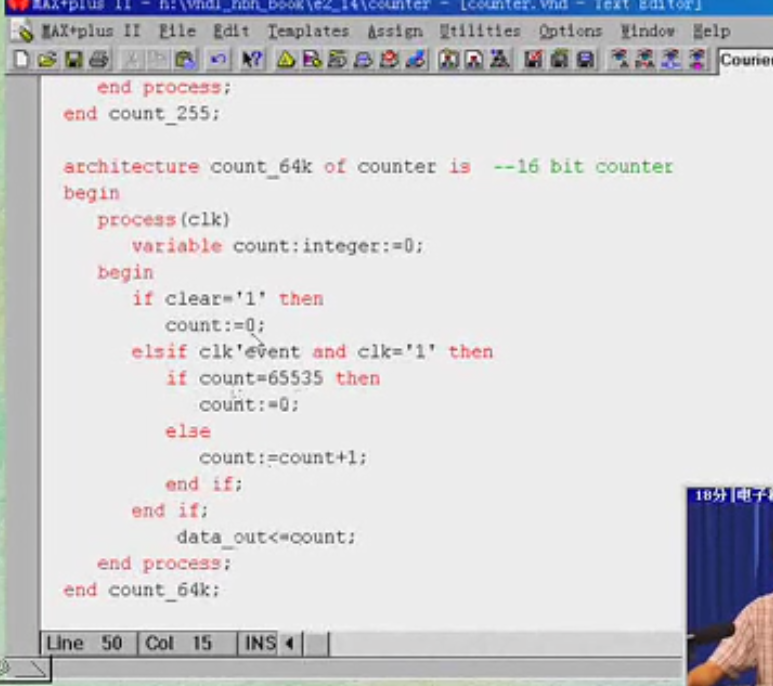 MAX+plus II - h:\vhdl_hbn_book\e2_14\counter - [counter.vhd - Text Editor]
MAX+plus II File Edit Templates Assign Utilities Options Window Help
Courier
end process;
end count_255;
architecture count_64k of counter is --16 bit counter
begin
process(clk)
variable count:integer:=0;
begin
if clear='1' then
count:=0;
elsif clk'event and clk='1' then
if count=65535 then
count:=0;
else
count:=count+1;
end if;
end if;
data_out<=count;
end process;
end count_64k;
18分 电子
Line 50 Col 15 INS